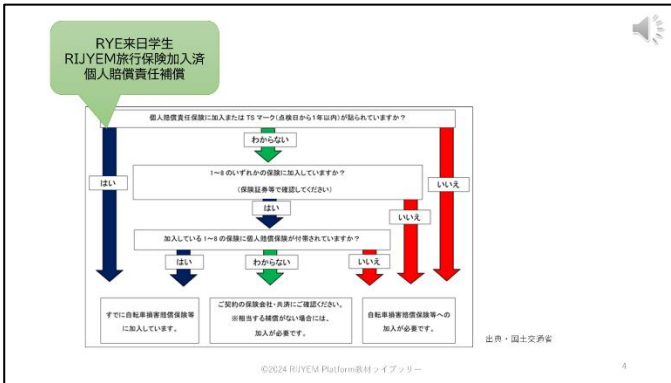 RYE来日学生
RIJYEM旅行保険加入済
個人賠償責任補償
個人賠償責任保険に加入または TS マーク(点検日から1年以内)が貼られていますか?
わからない
はい
いいえ
1~8 のいずれかの保険に加入していますか?
(保険証券等で確認してください)
はい
いいえ
加入している1~8 の保険に個人賠償保険が付帯されていますか?
はい
わからない
いいえ
すでに自転車損害賠償保険等
に加入しています。
ご契約の保険会社・共済にご確認ください。
※相当する補償がない場合には、
加入が必要です。
自転車損害賠償保険等への
加入が必要です。
出典・国土交通省
©2024 RIJYEM Platform教材ライブラリー
4